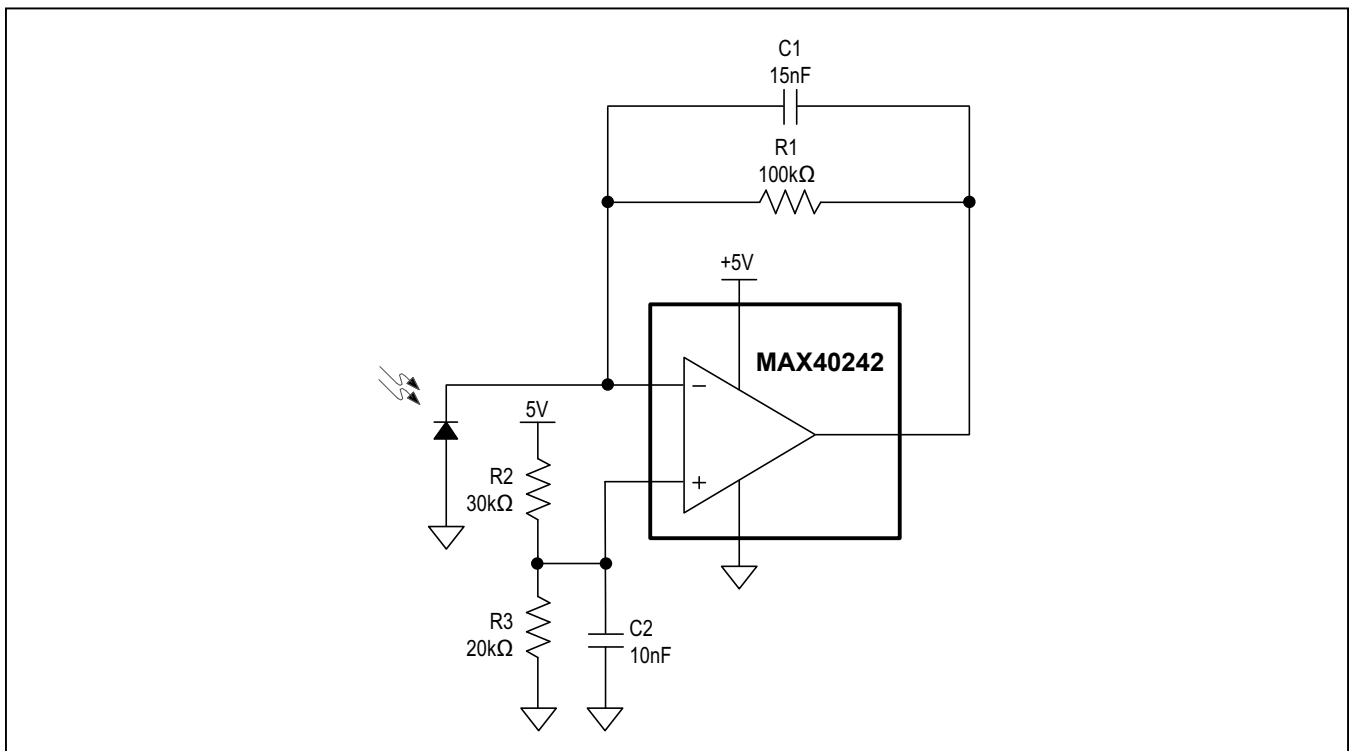 C1
15nF
R1
100kΩ
+5V
MAX40242
−
5V
R2
30kΩ
+
R3
20kΩ
C2
10nF